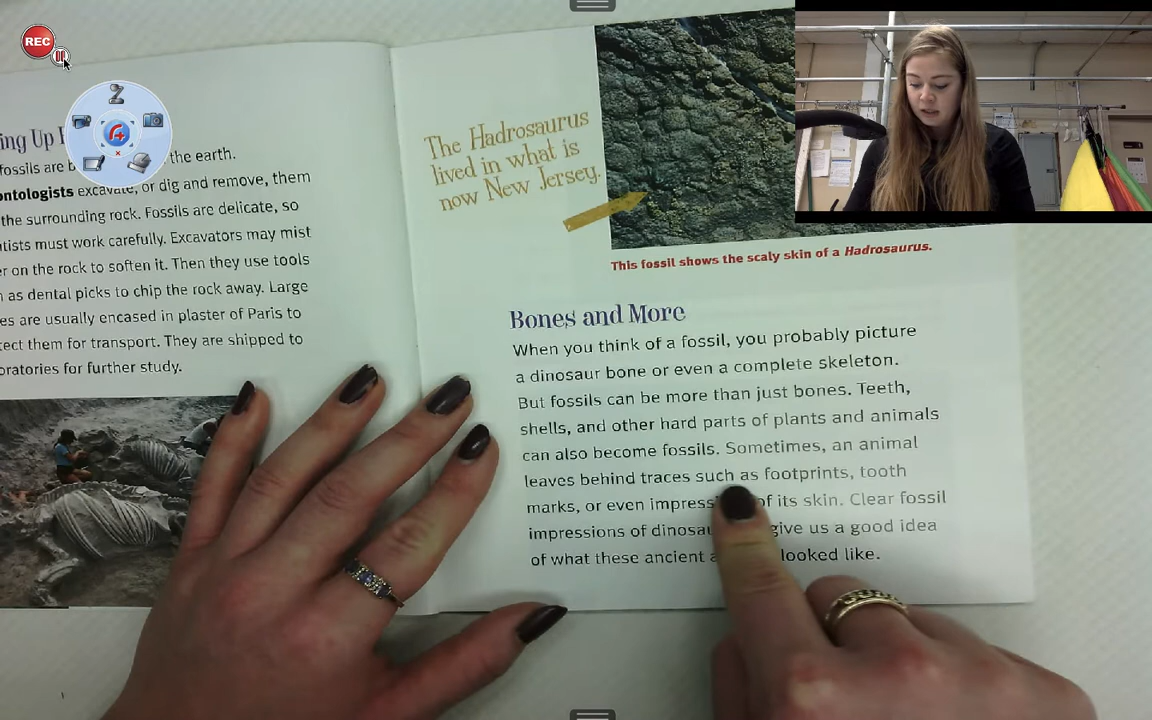 REC
ing Up
fossils are b the earth.
ontologists excavate, or dig and remove, them
the surrounding rock. Fossils are delicate, so
tists must work carefully. Excavators may mist
er on the rock to soften it. Then they use tools
as dental picks to chip the rock away. Large
es are usually encased in plaster of Paris to
tect them for transport. They are shipped to
oratories for further study.
The Hadrosaurus
lived in what is
now New Jersey.
This fossil shows the scaly skin of a Hadrosaurus.
Bones and More
When you think of a fossil, you probably picture
a dinosaur bone or even a complete skeleton.
But fossils can be more than just bones. Teeth,
shells, and other hard parts of plants and animals
can also become fossils. Sometimes, an animal
leaves behind traces such as footprints, tooth
marks, or even impress of its skin. Clear fossil
impressions of dinosau give us a good idea
of what these ancient a looked like.